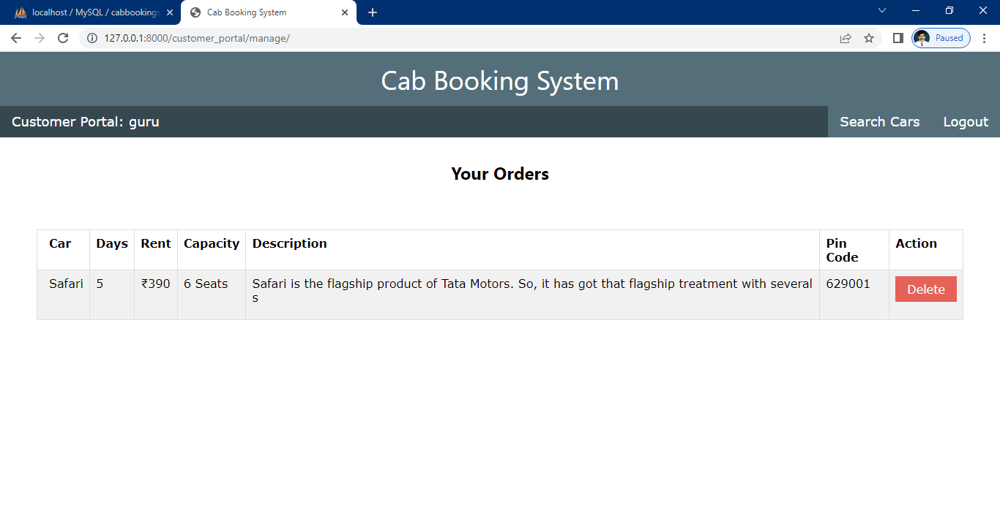 localhost / MySQL / cabbookings
Cab Booking System
127.0.0.1:8000/customer_portal/manage/
Paused
Cab Booking System
Customer Portal: guru
Search Cars
Logout
Your Orders
Car Days Rent Capacity Description Pin Code Action
Safari 5 ₹390 6 Seats Safari is the flagship product of Tata Motors. So, it has got that flagship treatment with several
s
629001 Delete